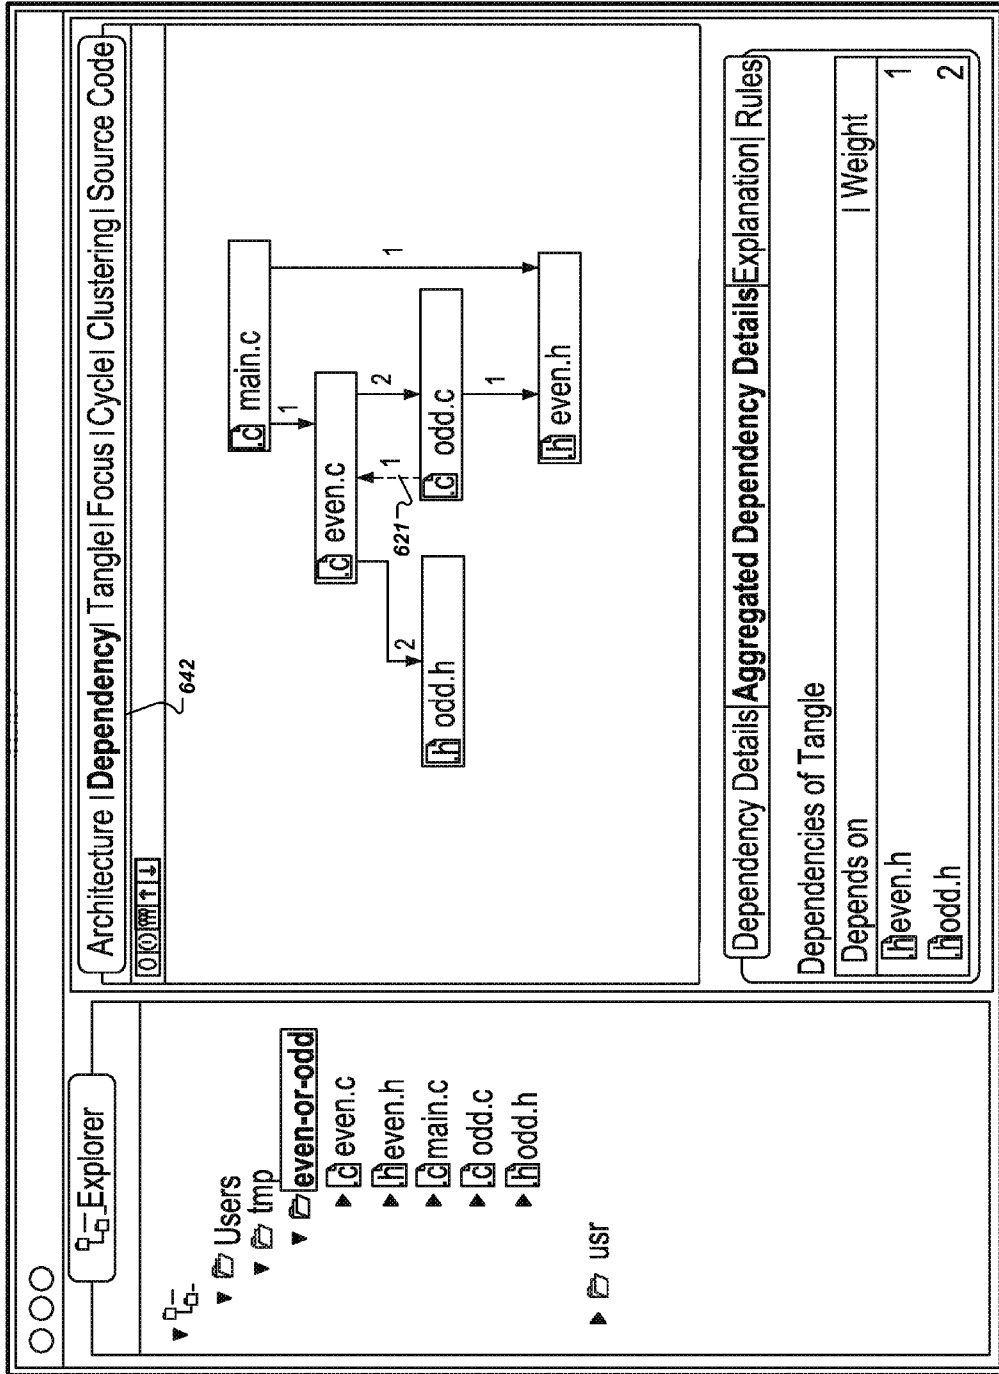 Explorer
Users
tmp
even-or-odd
.c even.c
.h even.h
.c main.c
.c odd.c
.h odd.h
usr
Architecture | Dependency | Tangle | Focus | Cycle | Clustering | Source Code
642
.c main.c
1
1
.c even.c
2
1
621
2
.c odd.c
.h odd.h
1
.h even.h
Dependency Details | Aggregated Dependency Details | Explanation | Rules
Dependencies of Tangle
Depends on | Weight
.h even.h 1
.h odd.h 2